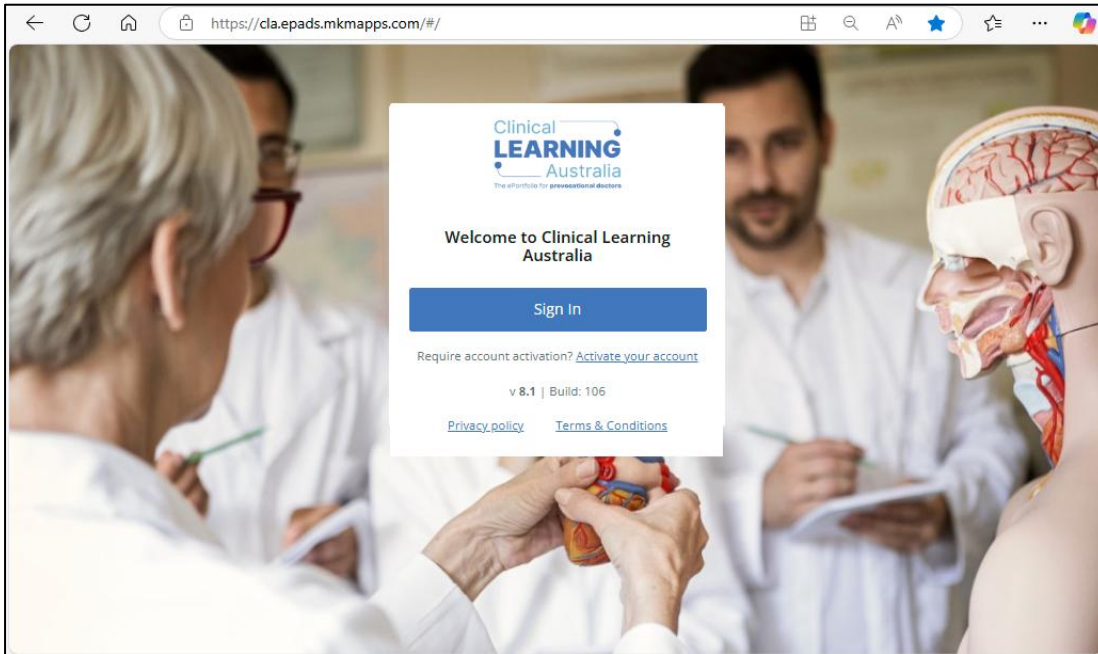 https://cla.epads.mkmapps.com/#/
Clinical
LEARNING
Australia
The ePortfolio for prevocational doctors
Welcome to Clinical Learning
Australia
Sign In
Require account activation? Activate your account
v 8.1 | Build: 106
Privacy policy Terms & Conditions